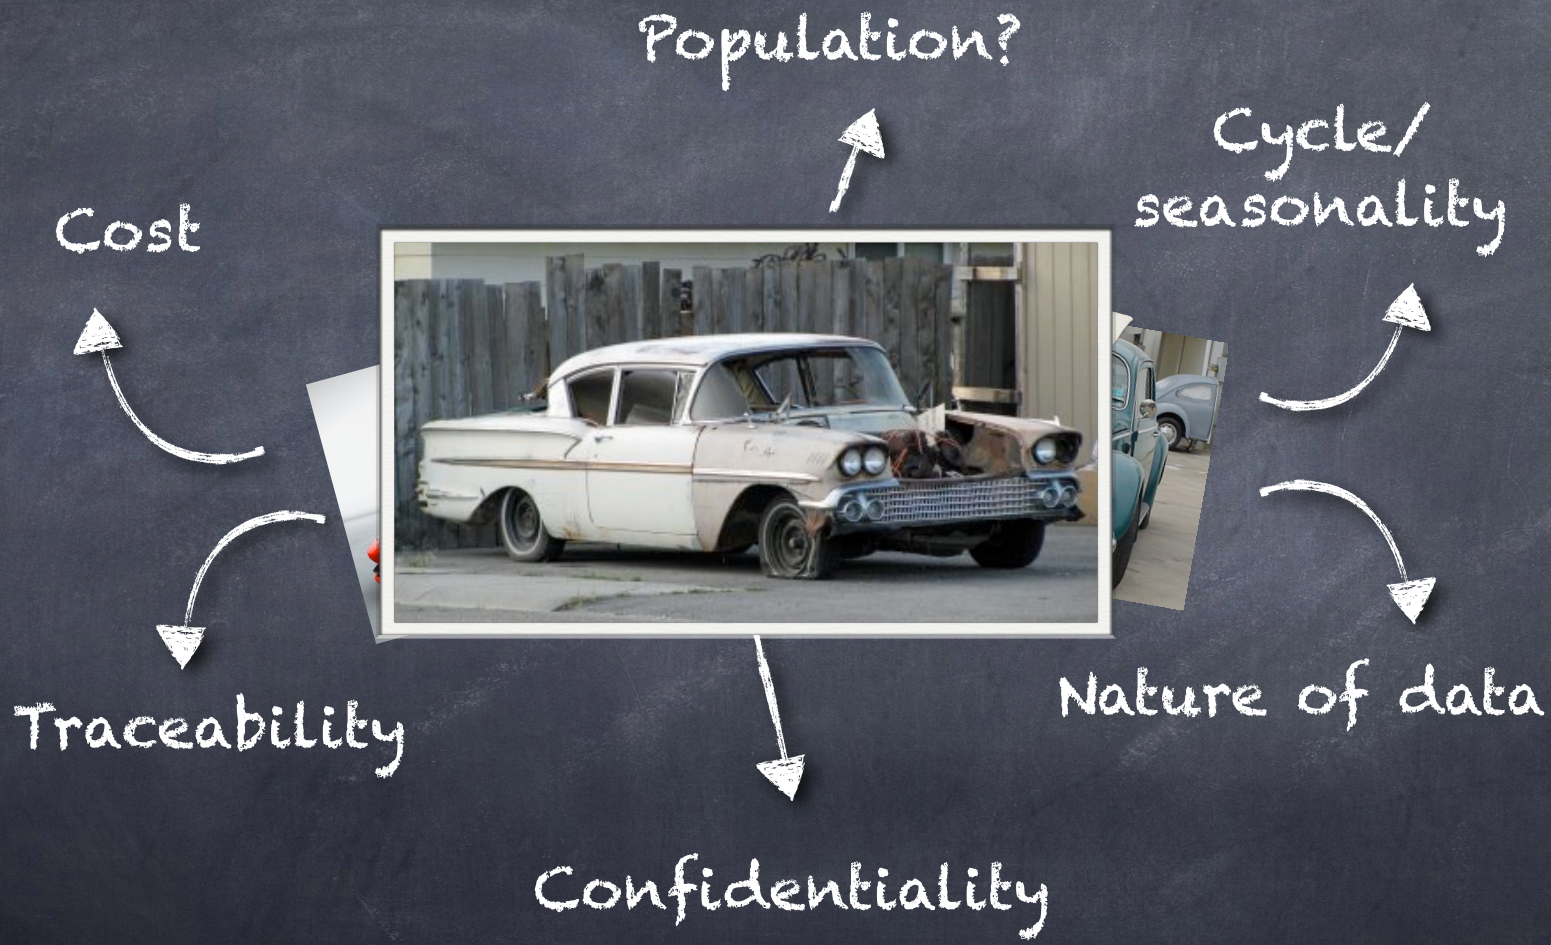 Population?
Cycle/
seasonality
Cost
Traceability
Nature of data
Confidentiality